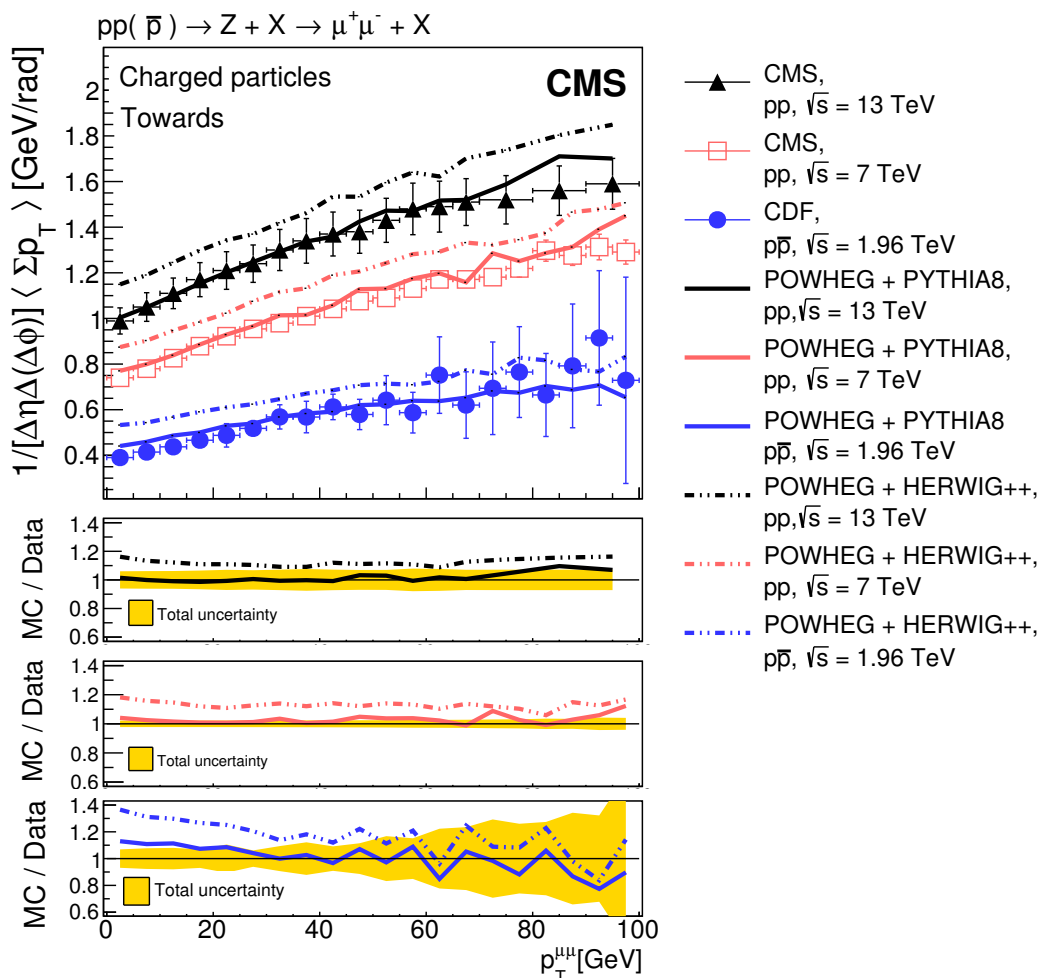 pp( p̅ ) → Z + X → μ⁺μ⁻ + X
Charged particles
CMS
Towards
1/[ΔηΔ(Δφ)] ⟨ Σp_T ⟩ [GeV/rad]
2
1.8
1.6
1.4
1.2
1
0.8
0.6
0.4
CMS,
pp, √s = 13 TeV
CMS,
pp, √s = 7 TeV
CDF,
pp̅, √s = 1.96 TeV
POWHEG + PYTHIA8,
pp,√s = 13 TeV
POWHEG + PYTHIA8,
pp, √s = 7 TeV
POWHEG + PYTHIA8
pp̅, √s = 1.96 TeV
POWHEG + HERWIG++,
pp,√s = 13 TeV
POWHEG + HERWIG++,
pp, √s = 7 TeV
POWHEG + HERWIG++,
pp̅, √s = 1.96 TeV
MC / Data
1.4
1.2
1
0.8
0.6
Total uncertainty
MC / Data
1.4
1.2
1
0.8
0.6
Total uncertainty
MC / Data
1.4
1.2
1
0.8
0.6
Total uncertainty
0 20 40 60 80 100
p_T^μμ[GeV]